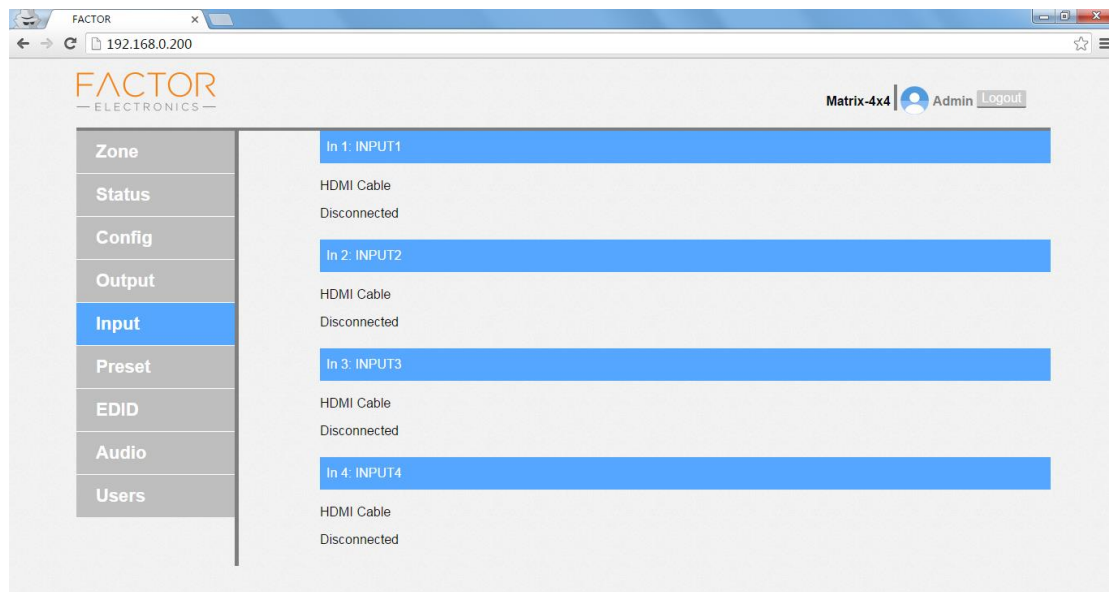 FACTOR
192.168.0.200
FACTOR
ELECTRONICS
Matrix-4x4 Admin Logout
Zone
Status
Config
Output
Input
Preset
EDID
Audio
Users
In 1: INPUT1
HDMI Cable
Disconnected
In 2: INPUT2
HDMI Cable
Disconnected
In 3: INPUT3
HDMI Cable
Disconnected
In 4: INPUT4
HDMI Cable
Disconnected